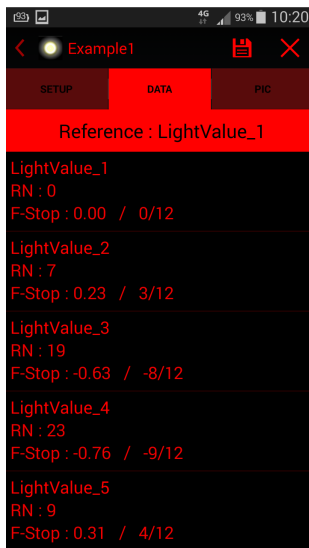 93 4G 93% 10:20
Example1
SETUP DATA PIC
Reference : LightValue_1
LightValue_1
RN : 0
F-Stop : 0.00 / 0/12
LightValue_2
RN : 7
F-Stop : 0.23 / 3/12
LightValue_3
RN : 19
F-Stop : -0.63 / -8/12
LightValue_4
RN : 23
F-Stop : -0.76 / -9/12
LightValue_5
RN : 9
F-Stop : 0.31 / 4/12